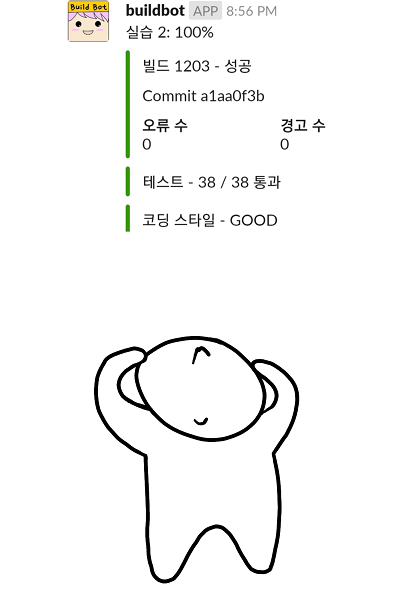 Build Bot
buildbot APP 8:56 PM
실습 2: 100%
빌드 1203 - 성공
Commit a1aa0f3b
오류 수 경고 수
0 0
테스트 - 38 / 38 통과
코딩 스타일 - GOOD